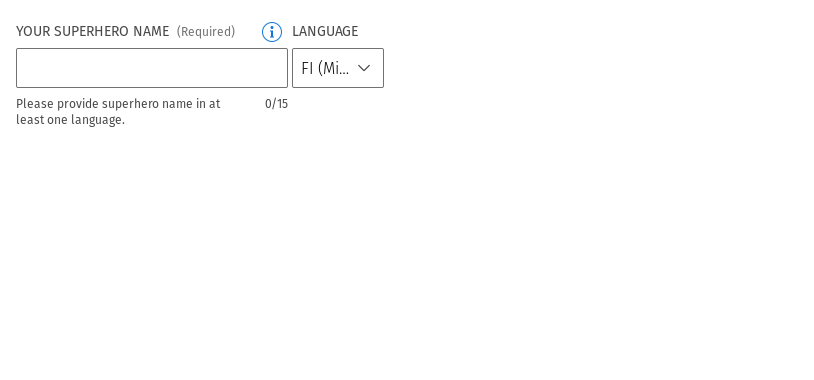 YOUR SUPERHERO NAME (Required)
LANGUAGE
FI (Mi...
Please provide superhero name in at
least one language.
0/15